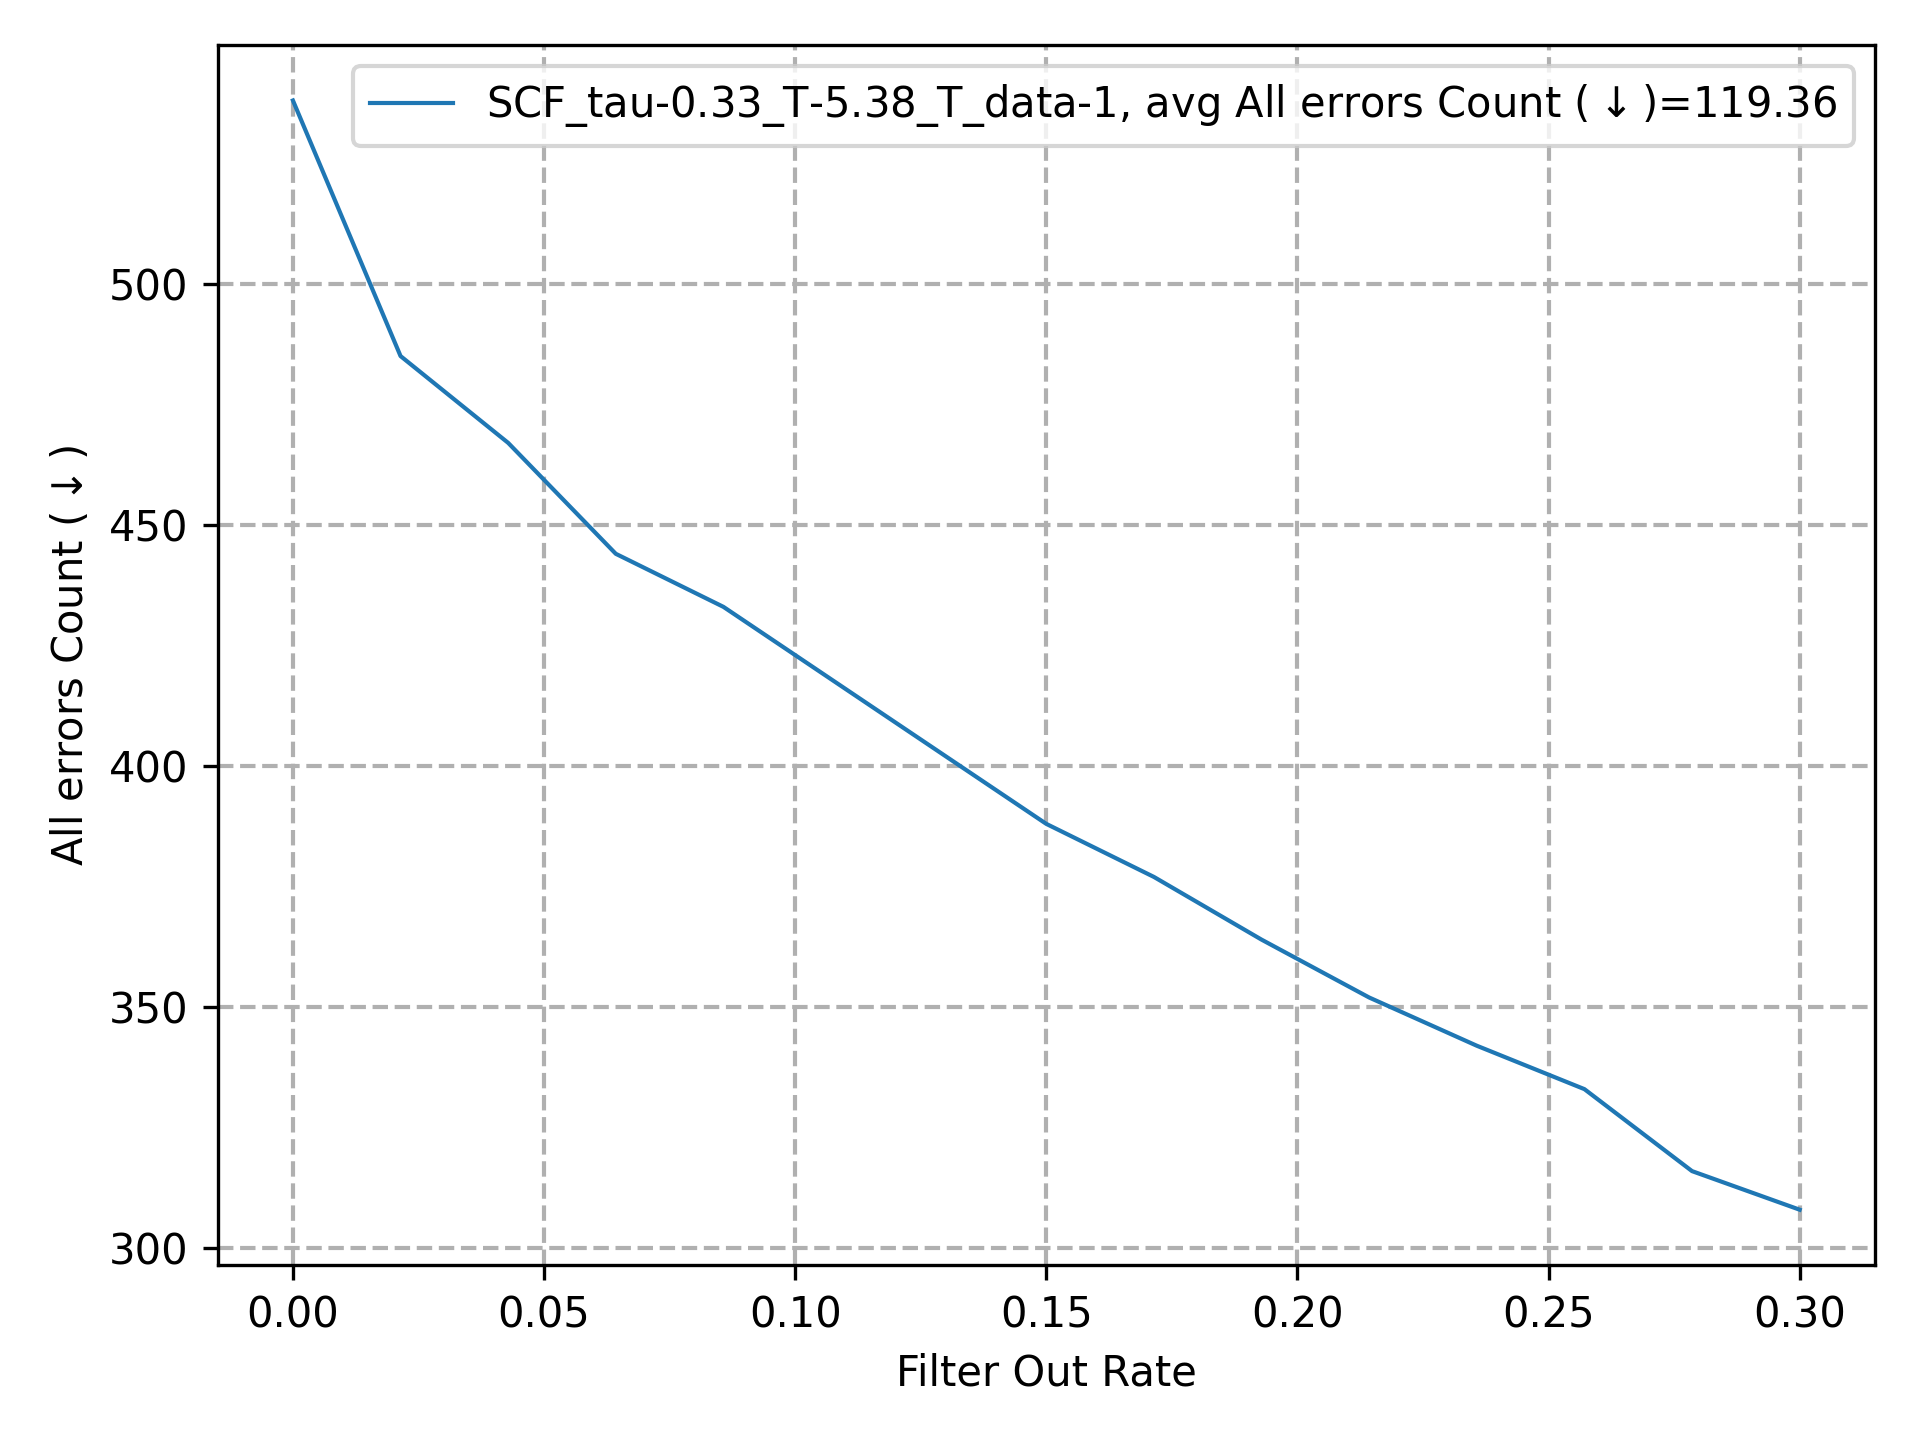 SCF_tau-0.33_T-5.38_T_data-1, avg All errors Count ( ↓ )=119.36
All errors Count ( ↓ )
500
450
400
350
300
0.00 0.05 0.10 0.15 0.20 0.25 0.30
Filter Out Rate